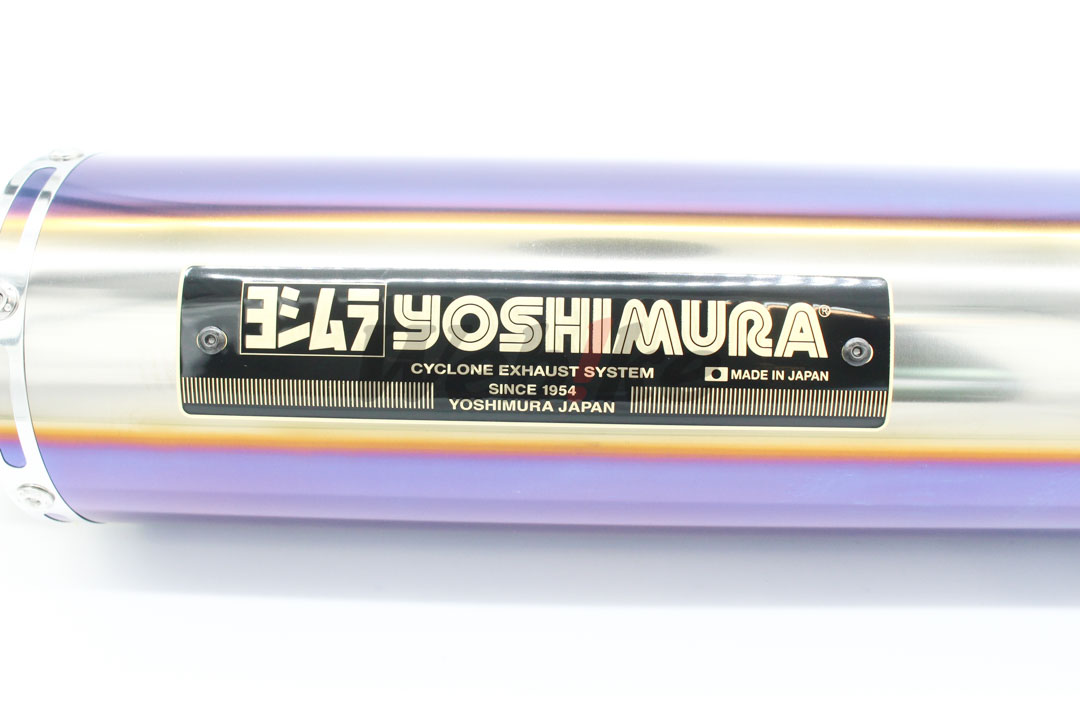 ヨシムラ YOSHIMURA®
CYCLONE EXHAUST SYSTEM MADE IN JAPAN
SINCE 1954
YOSHIMURA JAPAN